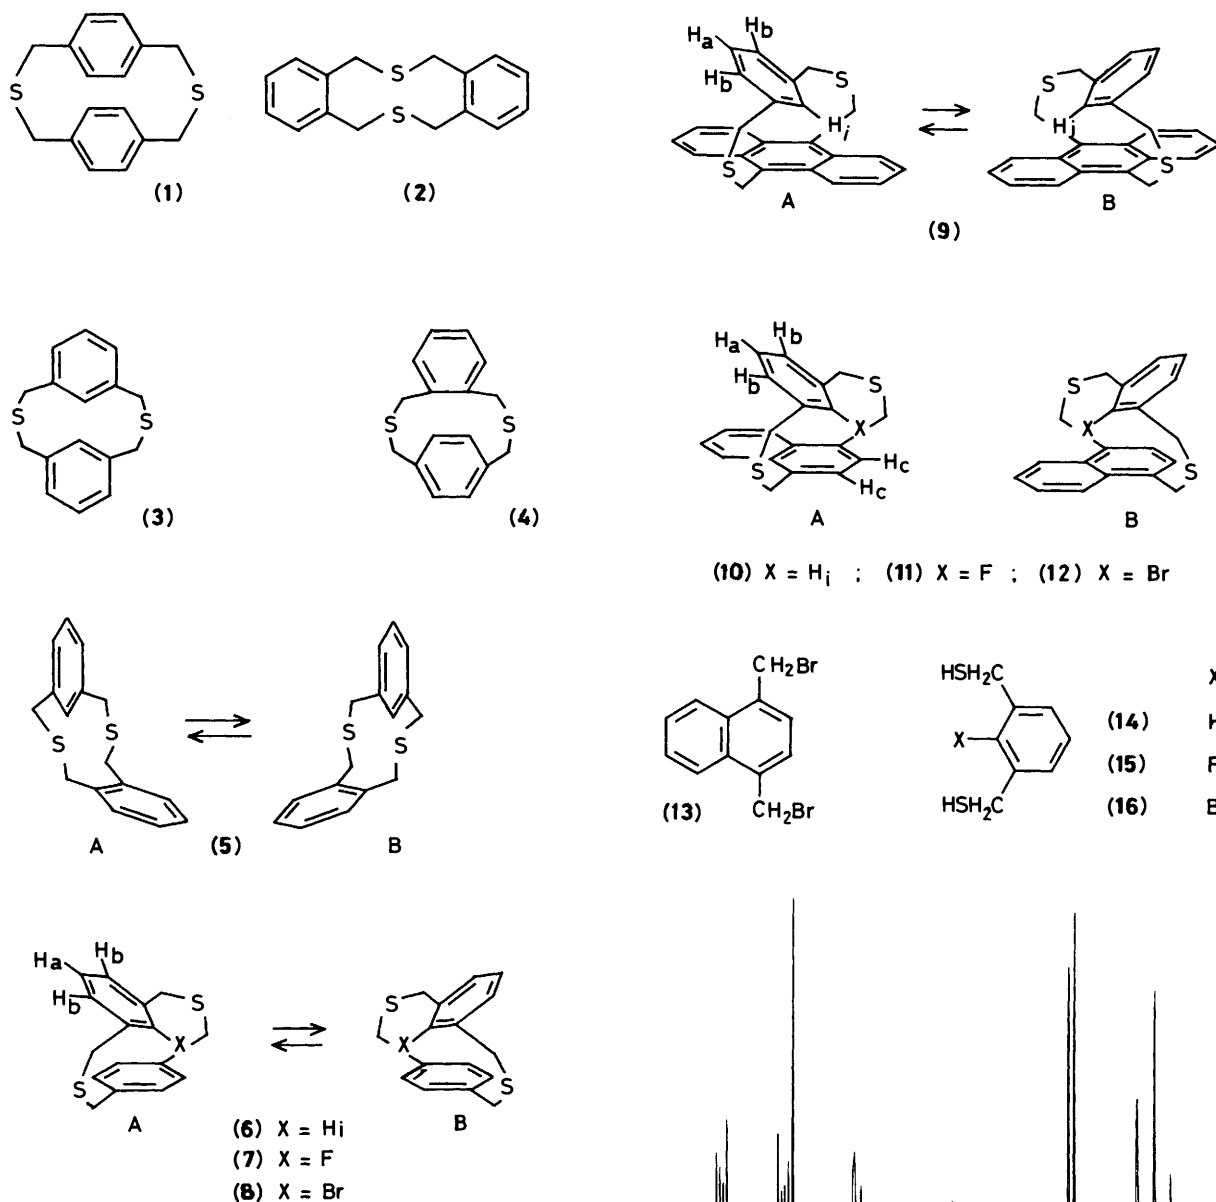 S
S
(1)
S
S
(2)
S
S
(3)
S
S
(4)
S
S
S
S
A
(5)
B
Ha
Hb
Hb
S
X
S
A
S
X
S
B
(6) X = Hi
(7) X = F
(8) X = Br
Ha
Hb
Hb
S
Hi
S
A
S
Hi
S
B
(9)
Ha
Hb
Hb
S
X
S
Hc
Hc
A
S
X
S
B
(10) X = Hi ; (11) X = F ; (12) X = Br
CH2Br
(13)
CH2Br
HSH2C
X
HSH2C
(14)
(15) F
(16)